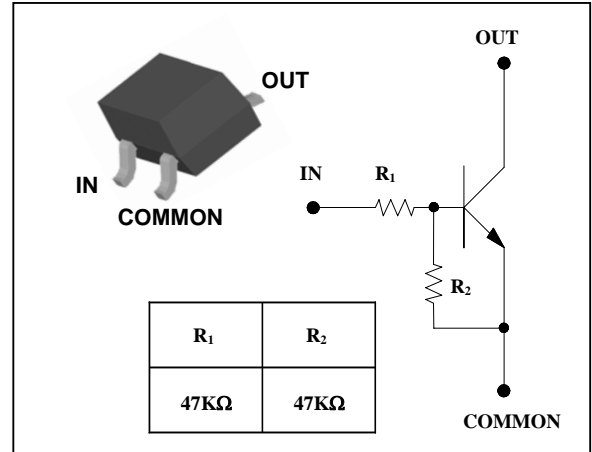 OUT
IN
COMMON
OUT
IN
R₁
R₂
COMMON
R₁ R₂
47KΩ 47KΩ